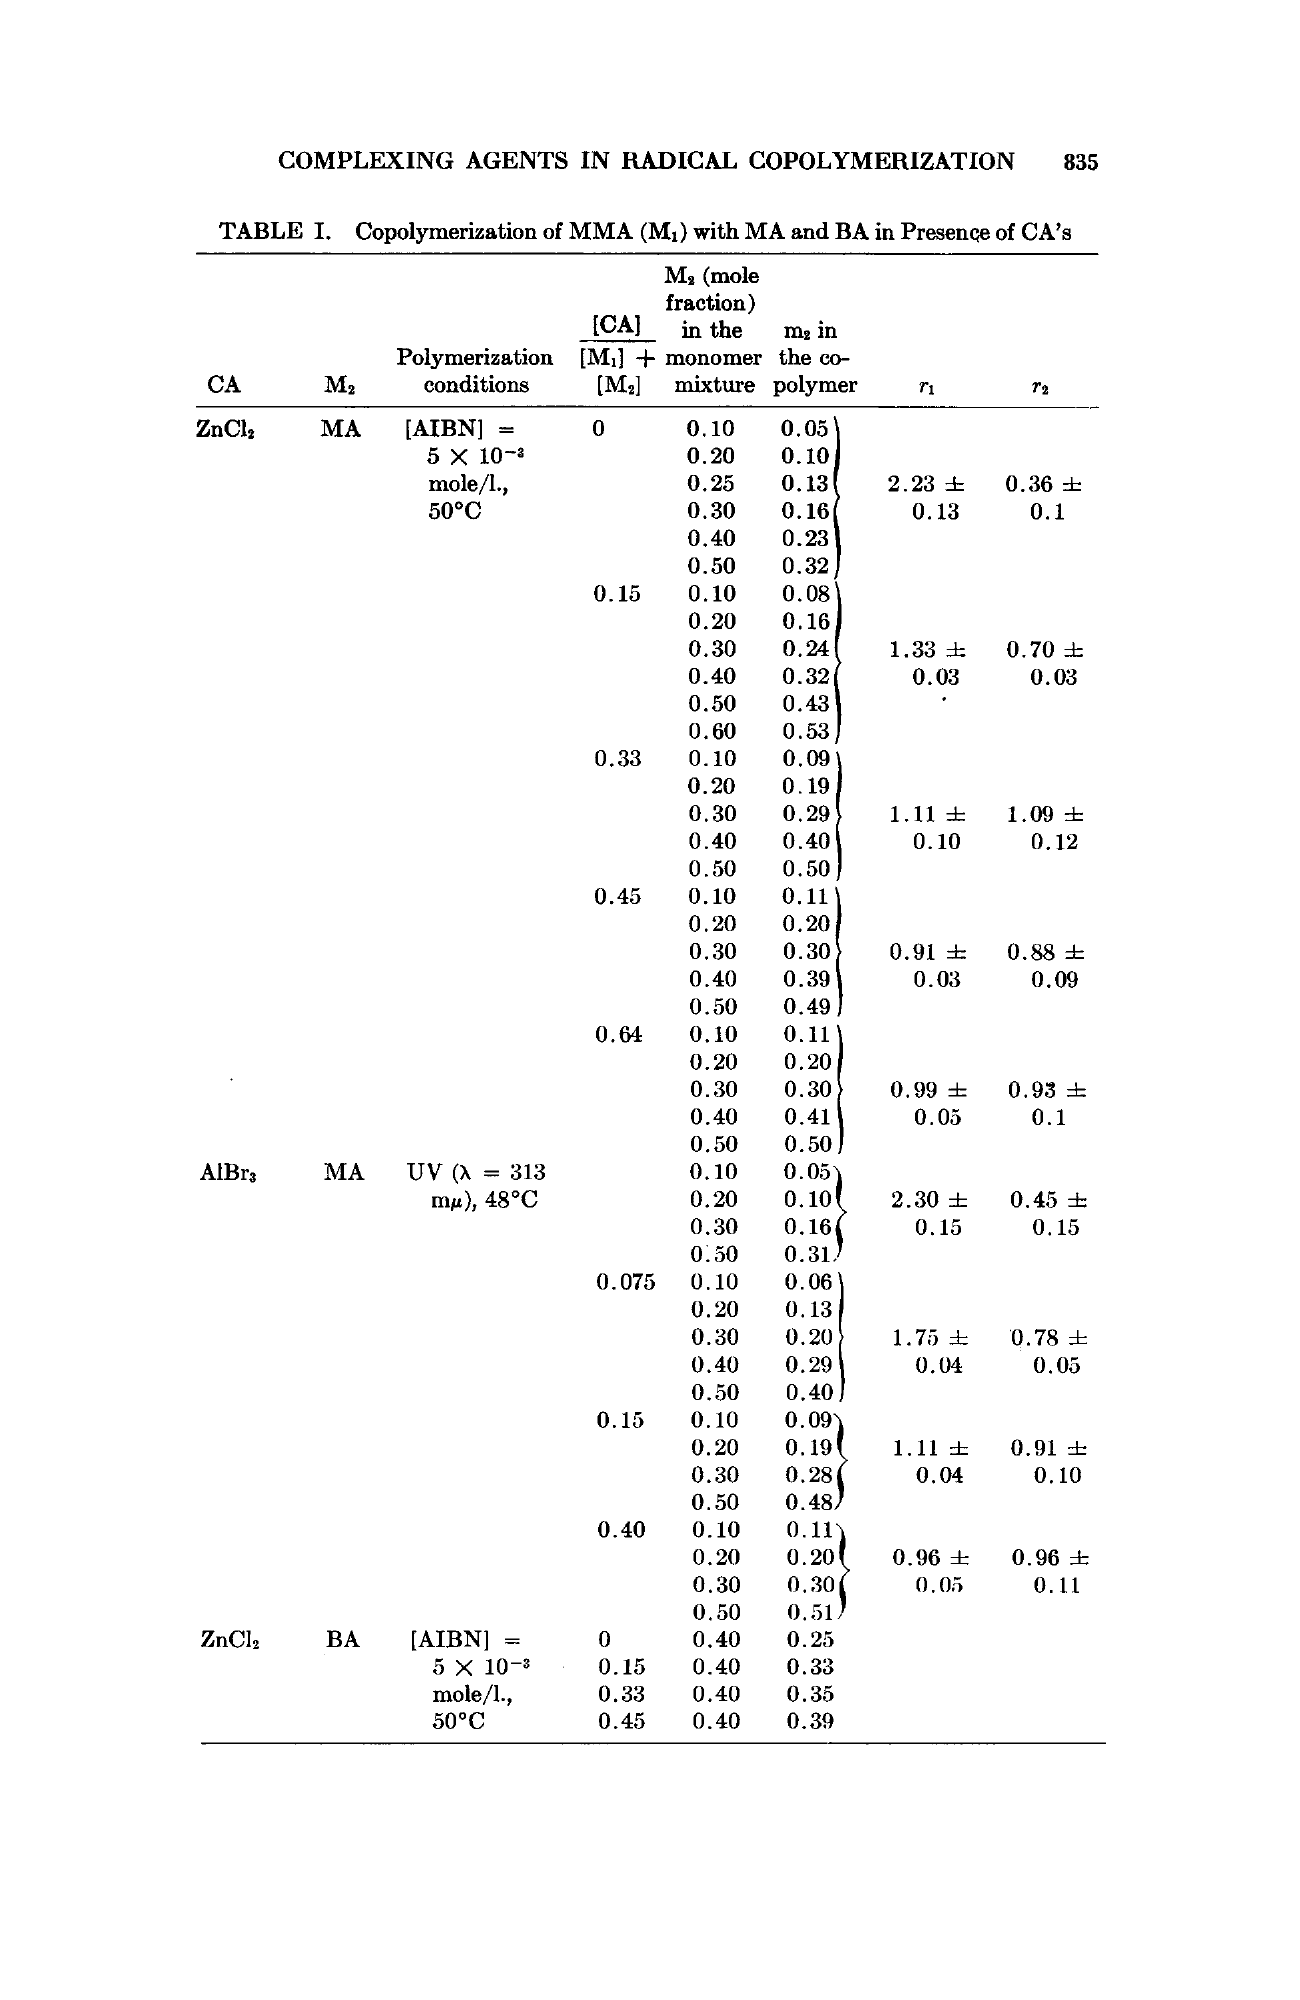 COMPLEXING AGENTS IN RADICAL COPOLYMERIZATION 835
TABLE I. Copolymerization of MMA (M₁) with MA and BA in Presence of CA's
M₂ (mole
fraction)
[CA] in the m₂ in
Polymerization [M₁] + monomer the co-
CA M₂ conditions [M₂] mixture polymer r₁ r₂
ZnCl₂ MA [AIBN] = 0 0.10 0.05
5 × 10⁻³ 0.20 0.10
mole/l., 0.25 0.13 2.23 ± 0.36 ±
50°C 0.30 0.16 0.13 0.1
0.40 0.23
0.50 0.32
0.15 0.10 0.08
0.20 0.16
0.30 0.24 1.33 ± 0.70 ±
0.40 0.32 0.03 0.03
0.50 0.43
0.60 0.53
0.33 0.10 0.09
0.20 0.19
0.30 0.29 1.11 ± 1.09 ±
0.40 0.40 0.10 0.12
0.50 0.50
0.45 0.10 0.11
0.20 0.20
0.30 0.30 0.91 ± 0.88 ±
0.40 0.39 0.03 0.09
0.50 0.49
0.64 0.10 0.11
0.20 0.20
0.30 0.30 0.99 ± 0.93 ±
0.40 0.41 0.05 0.1
0.50 0.50
AlBr₃ MA UV (λ = 313 0.10 0.05
mμ), 48°C 0.20 0.10 2.30 ± 0.45 ±
0.30 0.16 0.15 0.15
0.50 0.31
0.075 0.10 0.06
0.20 0.13
0.30 0.20 1.75 ± 0.78 ±
0.40 0.29 0.04 0.05
0.50 0.40
0.15 0.10 0.09
0.20 0.19 1.11 ± 0.91 ±
0.30 0.28 0.04 0.10
0.50 0.48
0.40 0.10 0.11
0.20 0.20 0.96 ± 0.96 ±
0.30 0.30 0.05 0.11
0.50 0.51
ZnCl₂ BA [AIBN] = 0 0.40 0.25
5 × 10⁻³ 0.15 0.40 0.33
mole/l., 0.33 0.40 0.35
50°C 0.45 0.40 0.39